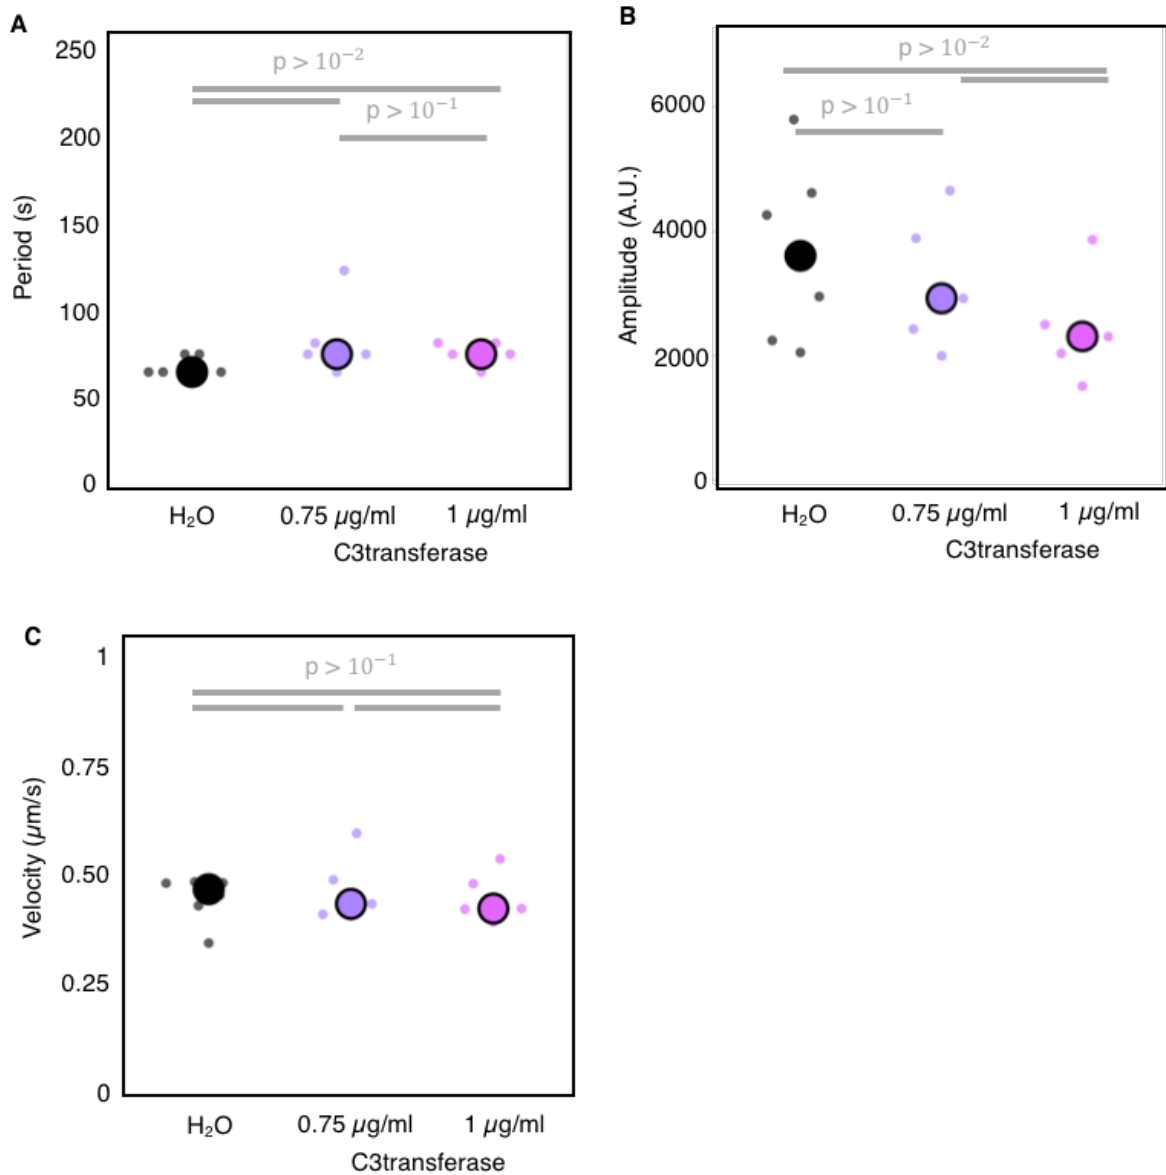 A
250
200
150
100
50
0
Period (s)
p > 10⁻²
p > 10⁻¹
H₂O 0.75 µg/ml 1 µg/ml
C3transferase
B
6000
4000
2000
0
Amplitude (A.U.)
p > 10⁻²
p > 10⁻¹
H₂O 0.75 µg/ml 1 µg/ml
C3transferase
C
1
0.75
0.50
0.25
0
Velocity (µm/s)
p > 10⁻¹
H₂O 0.75 µg/ml 1 µg/ml
C3transferase